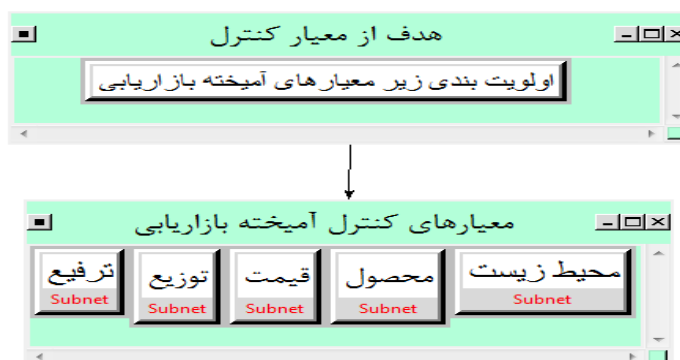 هدف از معیار کنترل
اولویت بندی زیر معیارهای آمیخته بازاریابی
معیارهای کنترل آمیخته بازاریابی
محیط زیست
Subnet
محصول
Subnet
قیمت
Subnet
توزیع
Subnet
ترفیع
Subnet